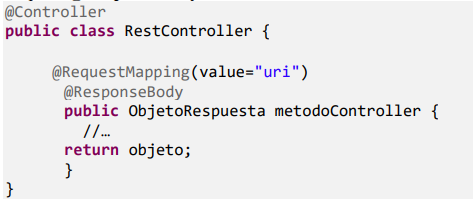 @Controller
public class RestController {
@RequestMapping(value="uri")
@ResponseBody
public ObjetoRespuesta metodoController {
//…
return objeto;
}
}